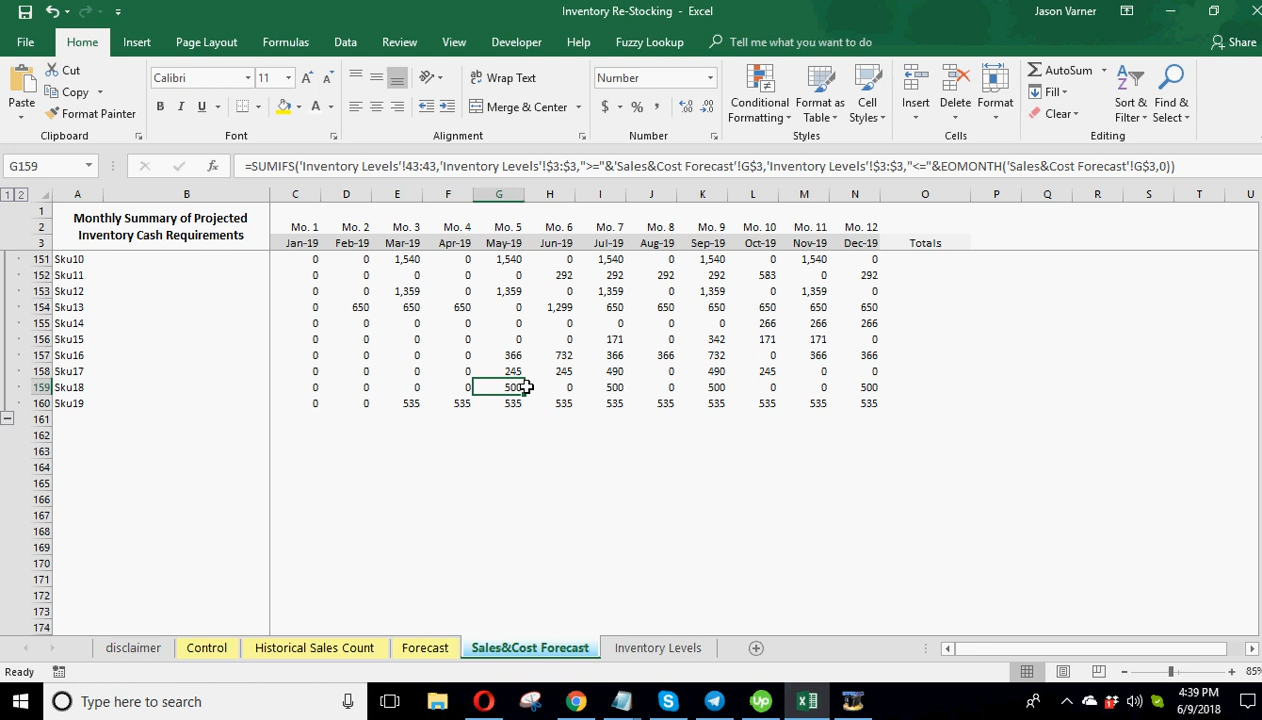 Inventory Re-Stocking - Excel
Jason Varner
File Home Insert Page Layout Formulas Data Review View Developer Help Fuzzy Lookup Tell me what you want to do Share
Paste Cut Copy Format Painter Clipboard
Calibri 11 B I U A A A Font
Wrap Text Merge & Center Alignment
Number $ % , Number
Conditional Formatting Format as Table Cell Styles Styles
Insert Delete Format Cells
AutoSum Fill Clear Sort & Filter Find & Select Editing
G159 fx =SUMIFS('Inventory Levels'!43:43,'Inventory Levels'!$3:$3,">="&'Sales&Cost Forecast'!G$3,'Inventory Levels'!$3:$3,"<="&EOMONTH('Sales&Cost Forecast'!G$3,0))
1 2 A B C D E F G H I J K L M N O P Q R S T U
1 Monthly Summary of Projected
2 Inventory Cash Requirements Mo. 1 Mo. 2 Mo. 3 Mo. 4 Mo. 5 Mo. 6 Mo. 7 Mo. 8 Mo. 9 Mo. 10 Mo. 11 Mo. 12
3 Jan-19 Feb-19 Mar-19 Apr-19 May-19 Jun-19 Jul-19 Aug-19 Sep-19 Oct-19 Nov-19 Dec-19 Totals
151 Sku10 0 0 1,540 0 1,540 0 1,540 0 1,540 0 1,540 0
152 Sku11 0 0 0 0 0 292 292 292 292 583 0 292
153 Sku12 0 0 1,359 0 1,359 0 1,359 0 1,359 0 1,359 0
154 Sku13 0 650 650 650 0 1,299 650 650 650 650 650 650
155 Sku14 0 0 0 0 0 0 0 0 0 266 266 266
156 Sku15 0 0 0 0 0 0 171 0 342 171 171 0
157 Sku16 0 0 0 0 366 732 366 366 732 0 366 366
158 Sku17 0 0 0 0 245 245 490 0 490 245 0 0
159 Sku18 0 0 0 0 500 0 500 0 500 0 0 500
160 Sku19 0 0 535 535 535 535 535 535 535 535 535 535
161
162
163
164
165
166
167
168
169
170
171
172
173
174
disclaimer Control Historical Sales Count Forecast Sales&Cost Forecast Inventory Levels
Ready 85%
Type here to search
4:39 PM
6/9/2018